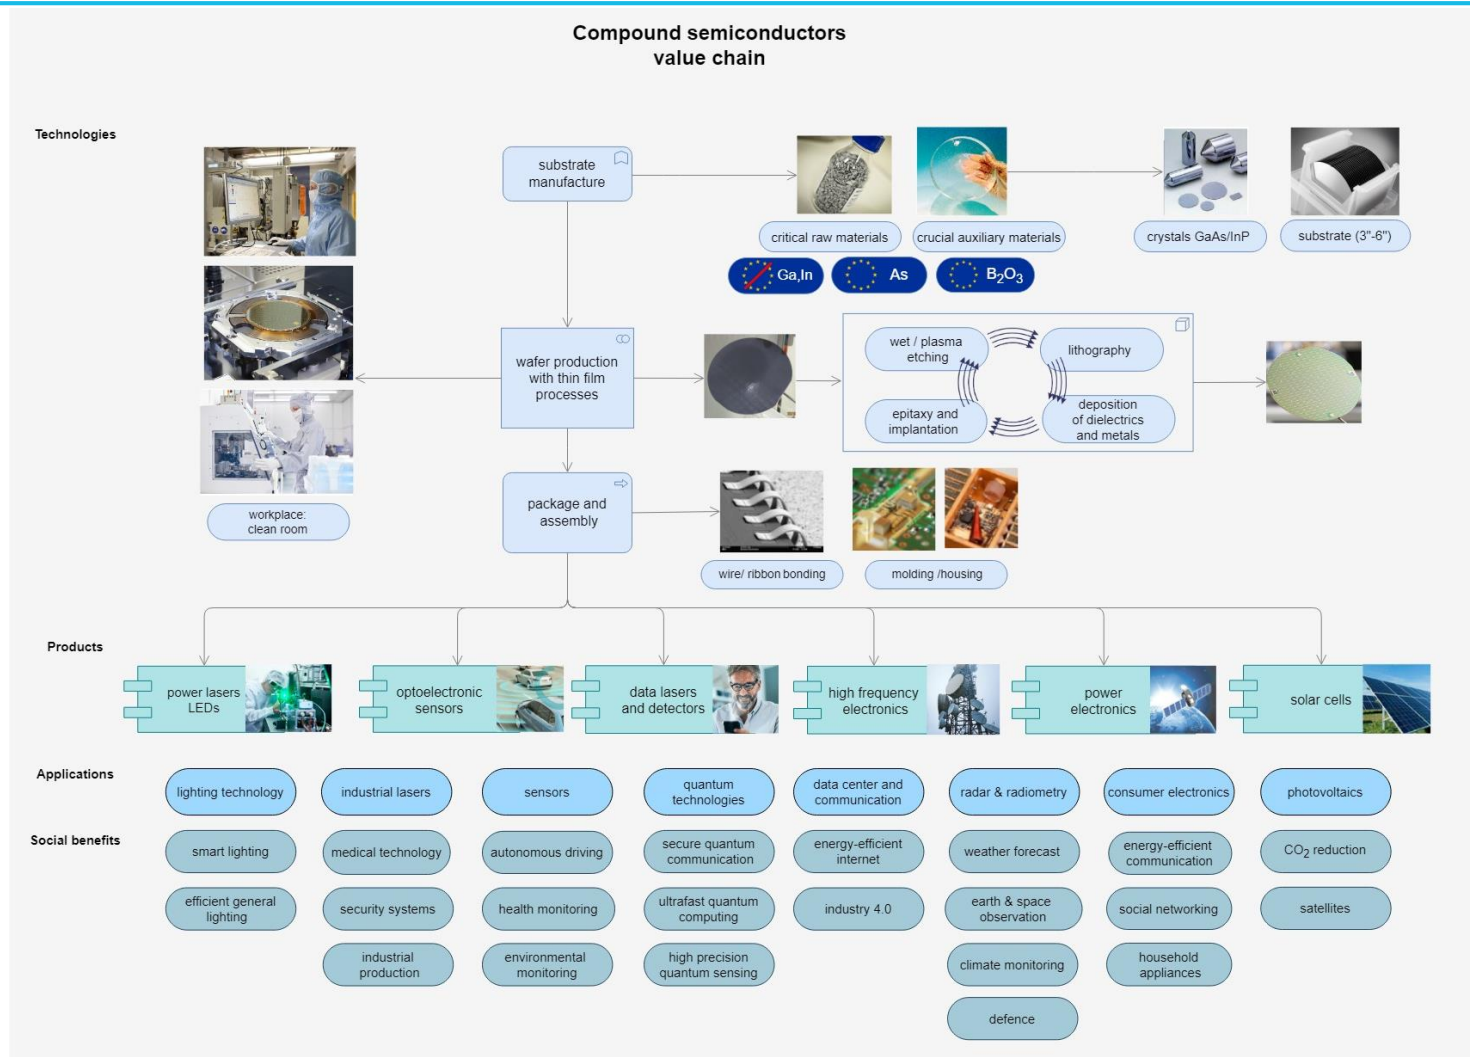 Compound semiconductors
value chain
Technologies
substrate
manufacture
critical raw materials
crucial auxiliary materials
crystals GaAs/InP
substrate (3"-6")
Ga,In
As
B2O3
wafer production
with thin film
processes
wet / plasma
etching
lithography
epitaxy and
implantation
deposition
of dielectrics
and metals
workplace:
clean room
package and
assembly
wire/ ribbon bonding
molding /housing
Products
power lasers
LEDs
optoelectronic
sensors
data lasers
and detectors
high frequency
electronics
power
electronics
solar cells
Applications
lighting technology
industrial lasers
sensors
quantum
technologies
data center and
communication
radar & radiometry
consumer electronics
photovoltaics
Social benefits
smart lighting
medical technology
autonomous driving
secure quantum
communication
energy-efficient
internet
weather forecast
energy-efficient
communication
CO2 reduction
efficient general
lighting
security systems
health monitoring
ultrafast quantum
computing
industry 4.0
earth & space
observation
social networking
satellites
industrial
production
environmental
monitoring
high precision
quantum sensing
climate monitoring
household
appliances
defence